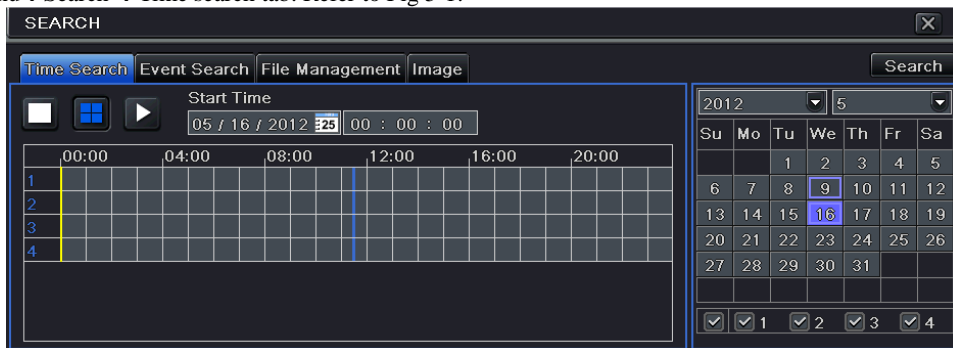 SEARCH
Time Search Event Search File Management Image Search
Start Time
05 / 16 / 2012 25 00 : 00 : 00
00:00 04:00 08:00 12:00 16:00 20:00
1
2
3
4
2012 5
Su Mo Tu We Th Fr Sa
1 2 3 4 5
6 7 8 9 10 11 12
13 14 15 16 17 18 19
20 21 22 23 24 25 26
27 28 29 30 31
1 2 3 4